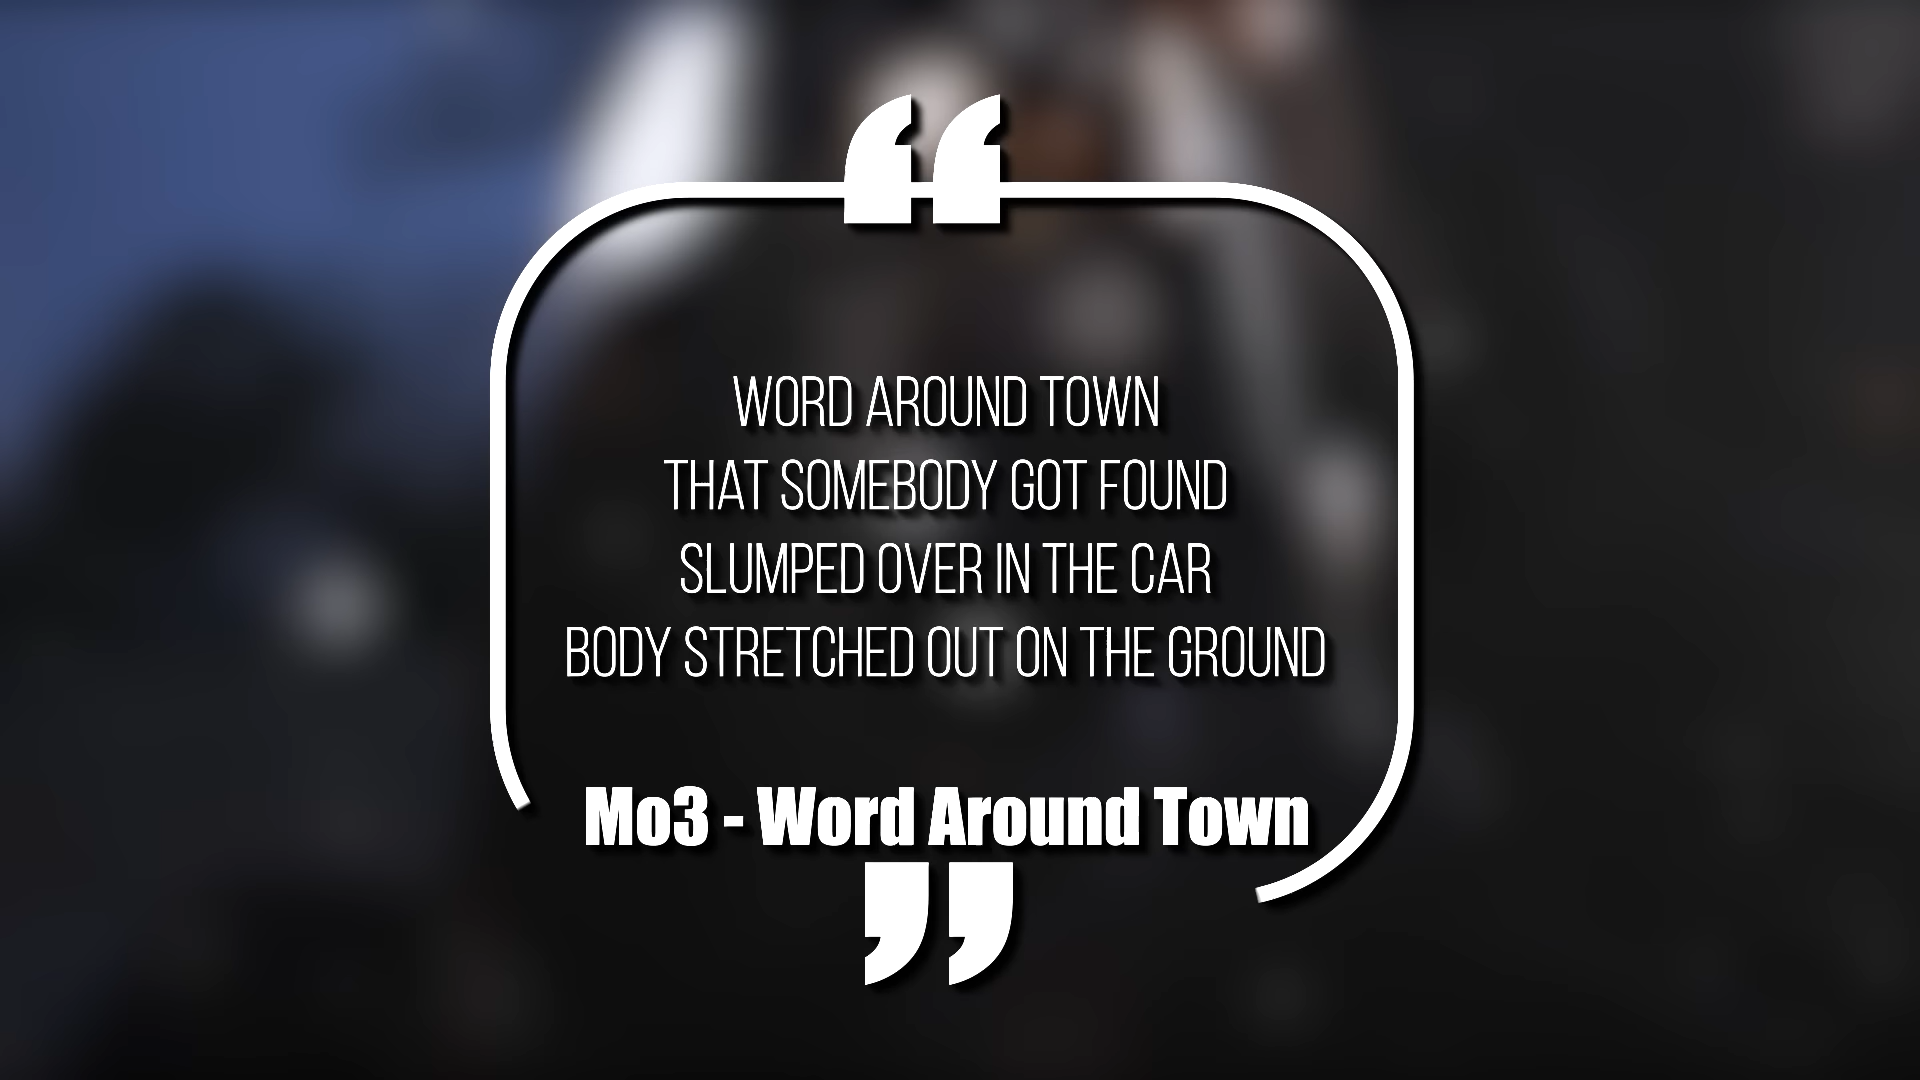 “
WORD AROUND TOWN
THAT SOMEBODY GOT FOUND
SLUMPED OVER IN THE CAR
BODY STRETCHED OUT ON THE GROUND
Mo3 - Word Around Town
”